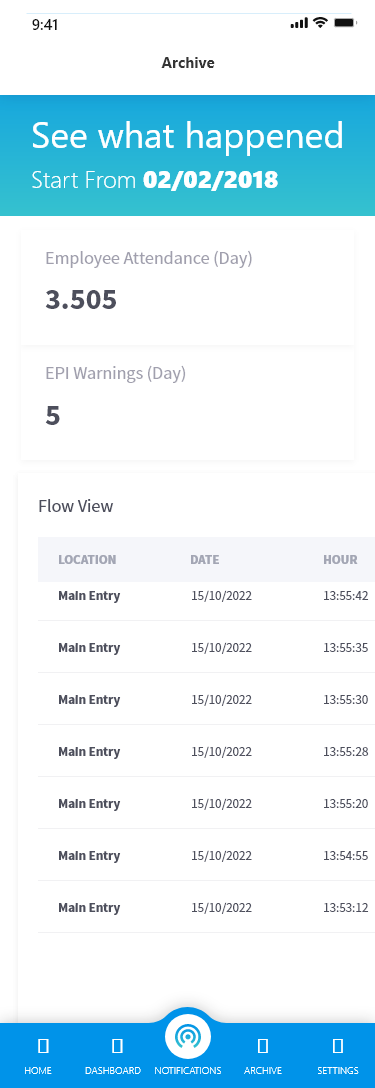 9:41
Archive
See what happened
Start From 02/02/2018
Employee Attendance (Day)
3.505
EPI Warnings (Day)
5
Flow View
LOCATION DATE HOUR
Main Entry 15/10/2022 13:55:42
Main Entry 15/10/2022 13:55:35
Main Entry 15/10/2022 13:55:30
Main Entry 15/10/2022 13:55:28
Main Entry 15/10/2022 13:55:20
Main Entry 15/10/2022 13:54:55
Main Entry 15/10/2022 13:53:12
HOME DASHBOARD NOTIFICATIONS ARCHIVE SETTINGS